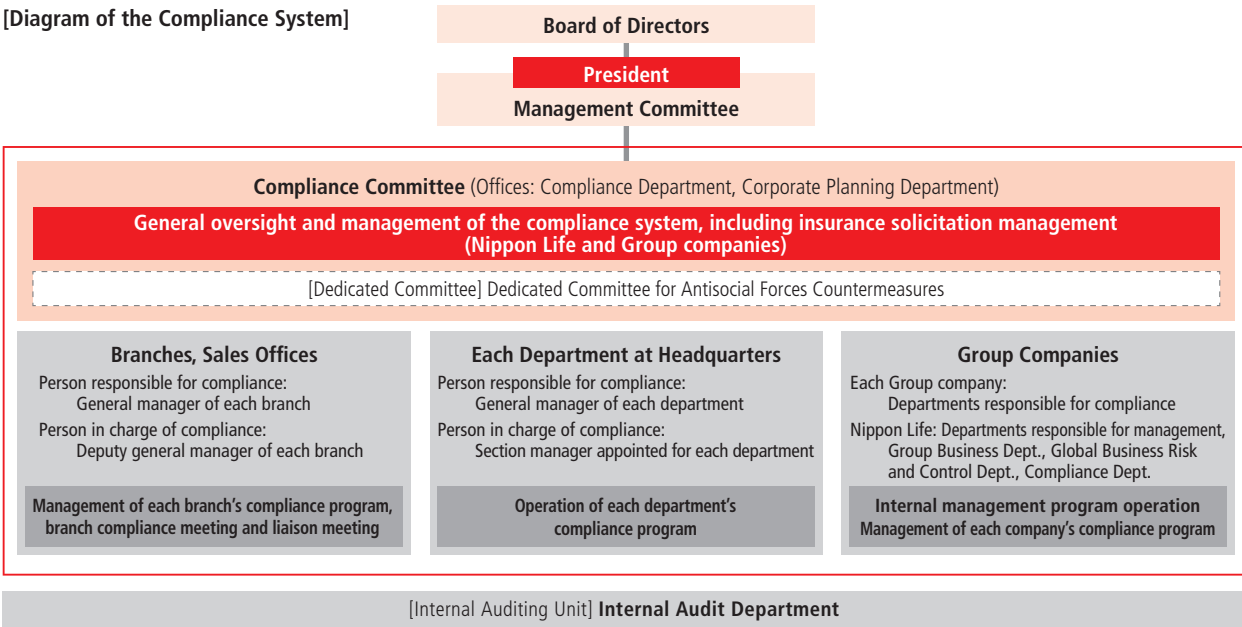 [Diagram of the Compliance System]
Board of Directors
President
Management Committee
Compliance Committee (Offices: Compliance Department, Corporate Planning Department)
General oversight and management of the compliance system, including insurance solicitation management
(Nippon Life and Group companies)
[Dedicated Committee] Dedicated Committee for Antisocial Forces Countermeasures
Branches, Sales Offices
Person responsible for compliance:
General manager of each branch
Person in charge of compliance:
Deputy general manager of each branch
Management of each branch's compliance program,
branch compliance meeting and liaison meeting
Each Department at Headquarters
Person responsible for compliance:
General manager of each department
Person in charge of compliance:
Section manager appointed for each department
Operation of each department's
compliance program
Group Companies
Each Group company:
Departments responsible for compliance
Nippon Life: Departments responsible for management,
Group Business Dept., Global Business Risk
and Control Dept., Compliance Dept.
Internal management program operation
Management of each company's compliance program
[Internal Auditing Unit] Internal Audit Department